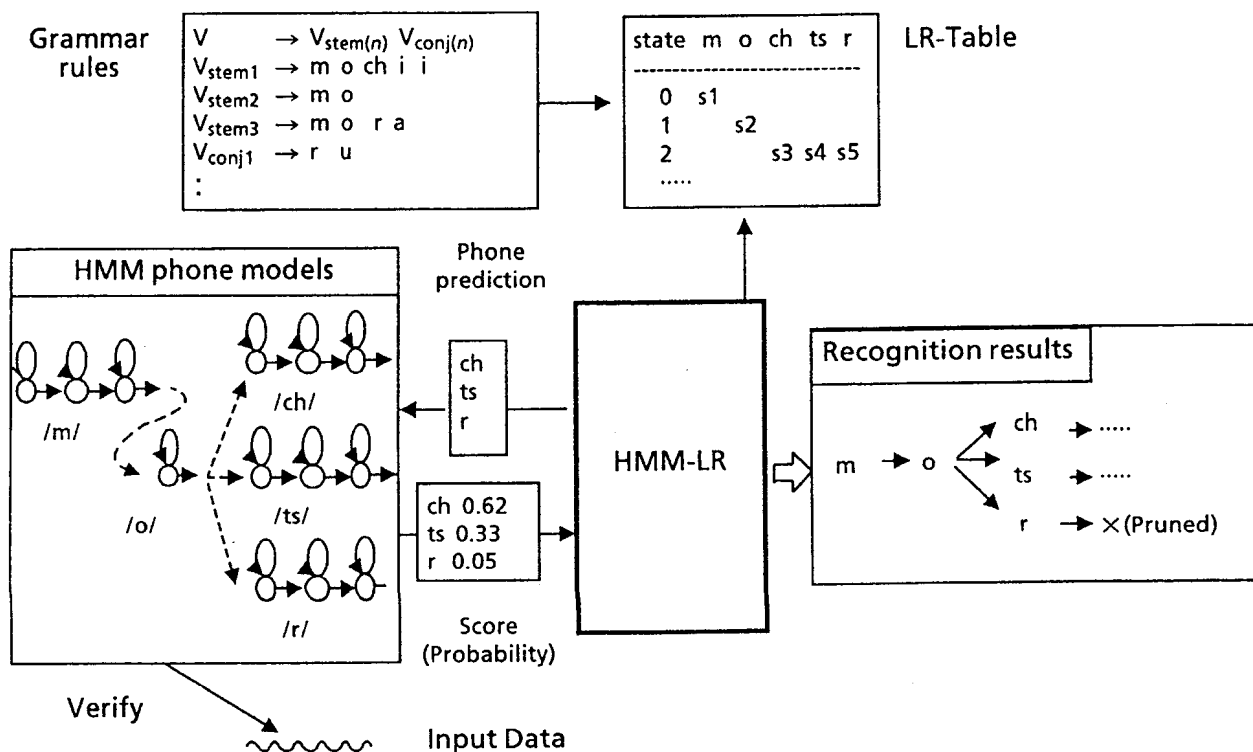 Grammar rules
V → Vstem(n) Vconj(n)
Vstem1 → m o ch i i
Vstem2 → m o
Vstem3 → m o r a
Vconj1 → r u
:
state m o ch ts r
0 s1
1 s2
2 s3 s4 s5
.....
LR-Table
HMM phone models
/m/
/o/
/ch/
/ts/
/r/
Phone
prediction
ch
ts
r
ch 0.62
ts 0.33
r 0.05
Score
(Probability)
HMM-LR
Recognition results
m → o
ch → .....
ts → .....
r → ×(Pruned)
Verify
Input Data